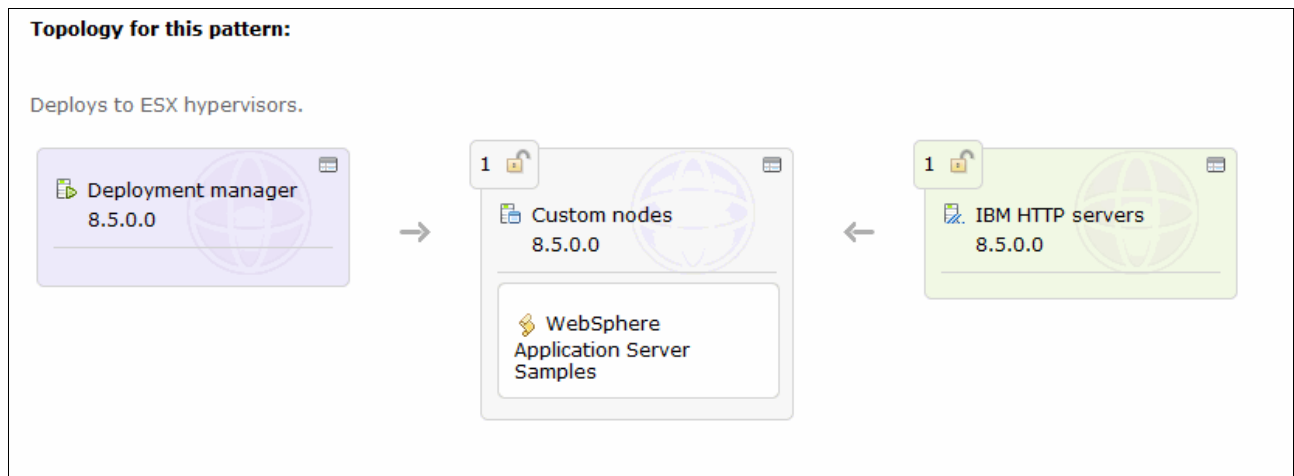 Topology for this pattern:
Deploys to ESX hypervisors.
Deployment manager
8.5.0.0
1
Custom nodes
8.5.0.0
WebSphere
Application Server
Samples
1
IBM HTTP servers
8.5.0.0